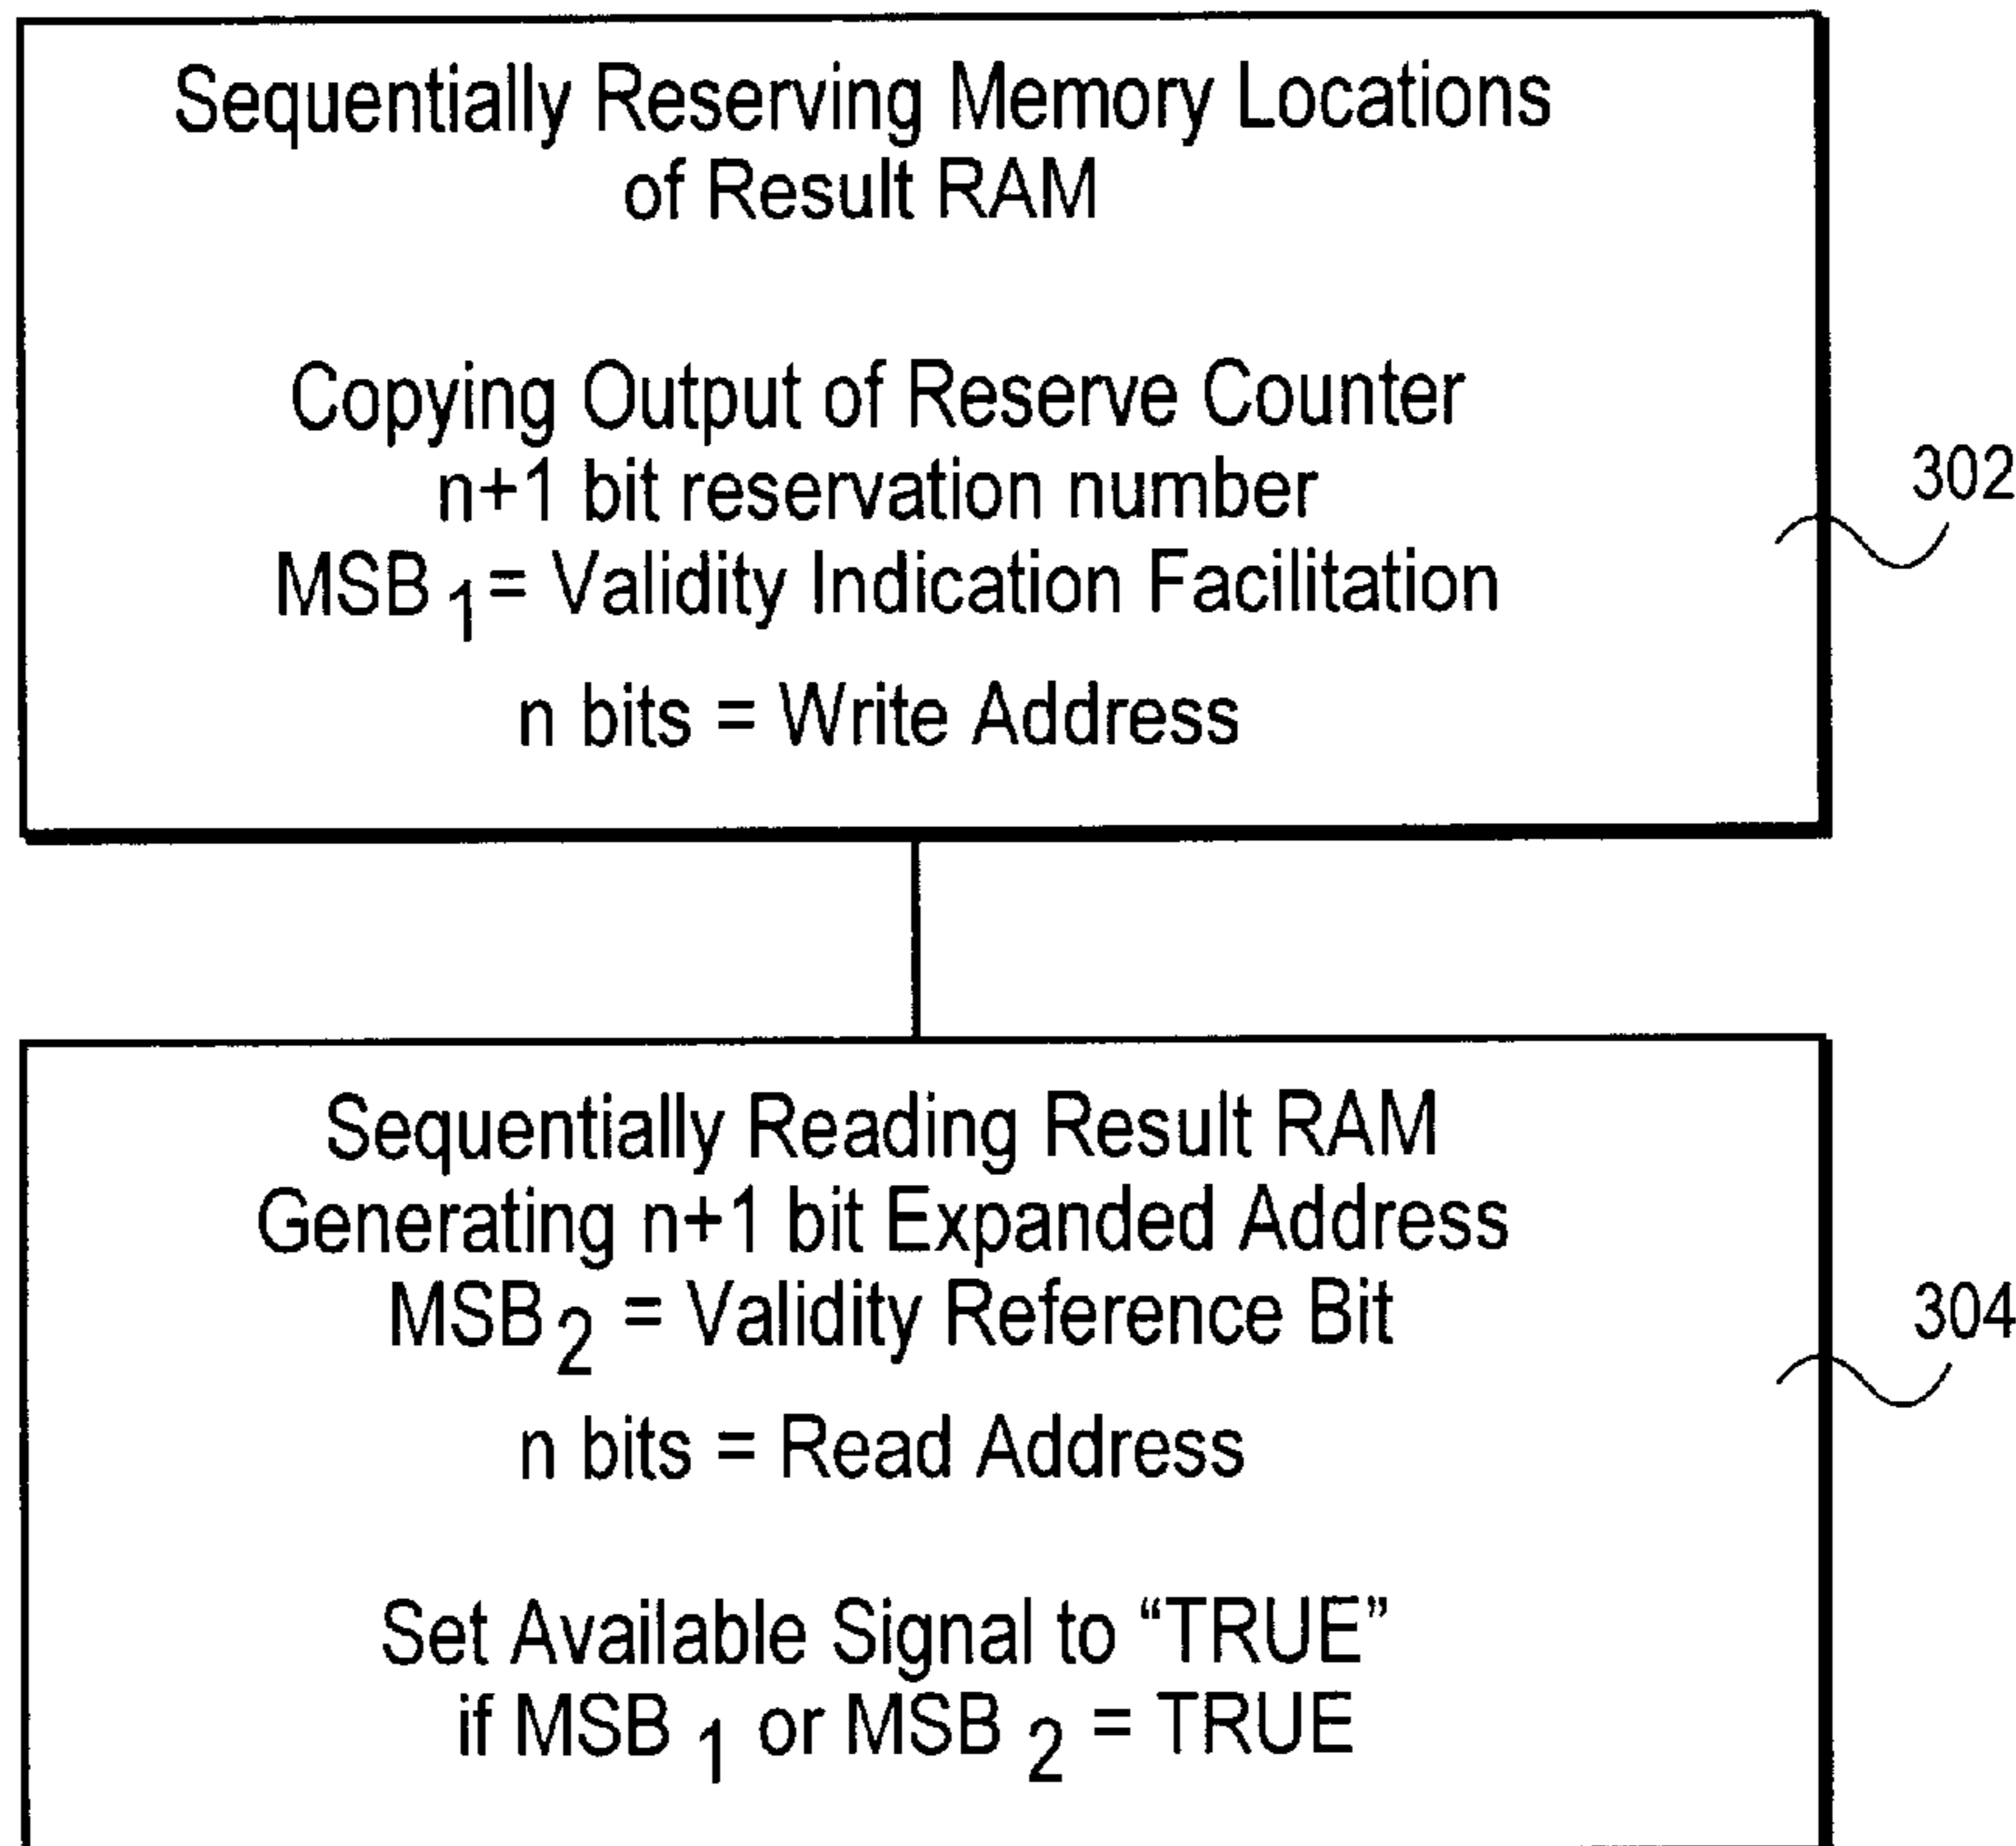 Sequentially Reserving Memory Locations
of Result RAM
Copying Output of Reserve Counter
n+1 bit reservation number
MSB 1 = Validity Indication Facilitation
n bits = Write Address
302
Sequentially Reading Result RAM
Generating n+1 bit Expanded Address
MSB 2 = Validity Reference Bit
n bits = Read Address
Set Available Signal to “TRUE”
if MSB 1 or MSB 2 = TRUE
304